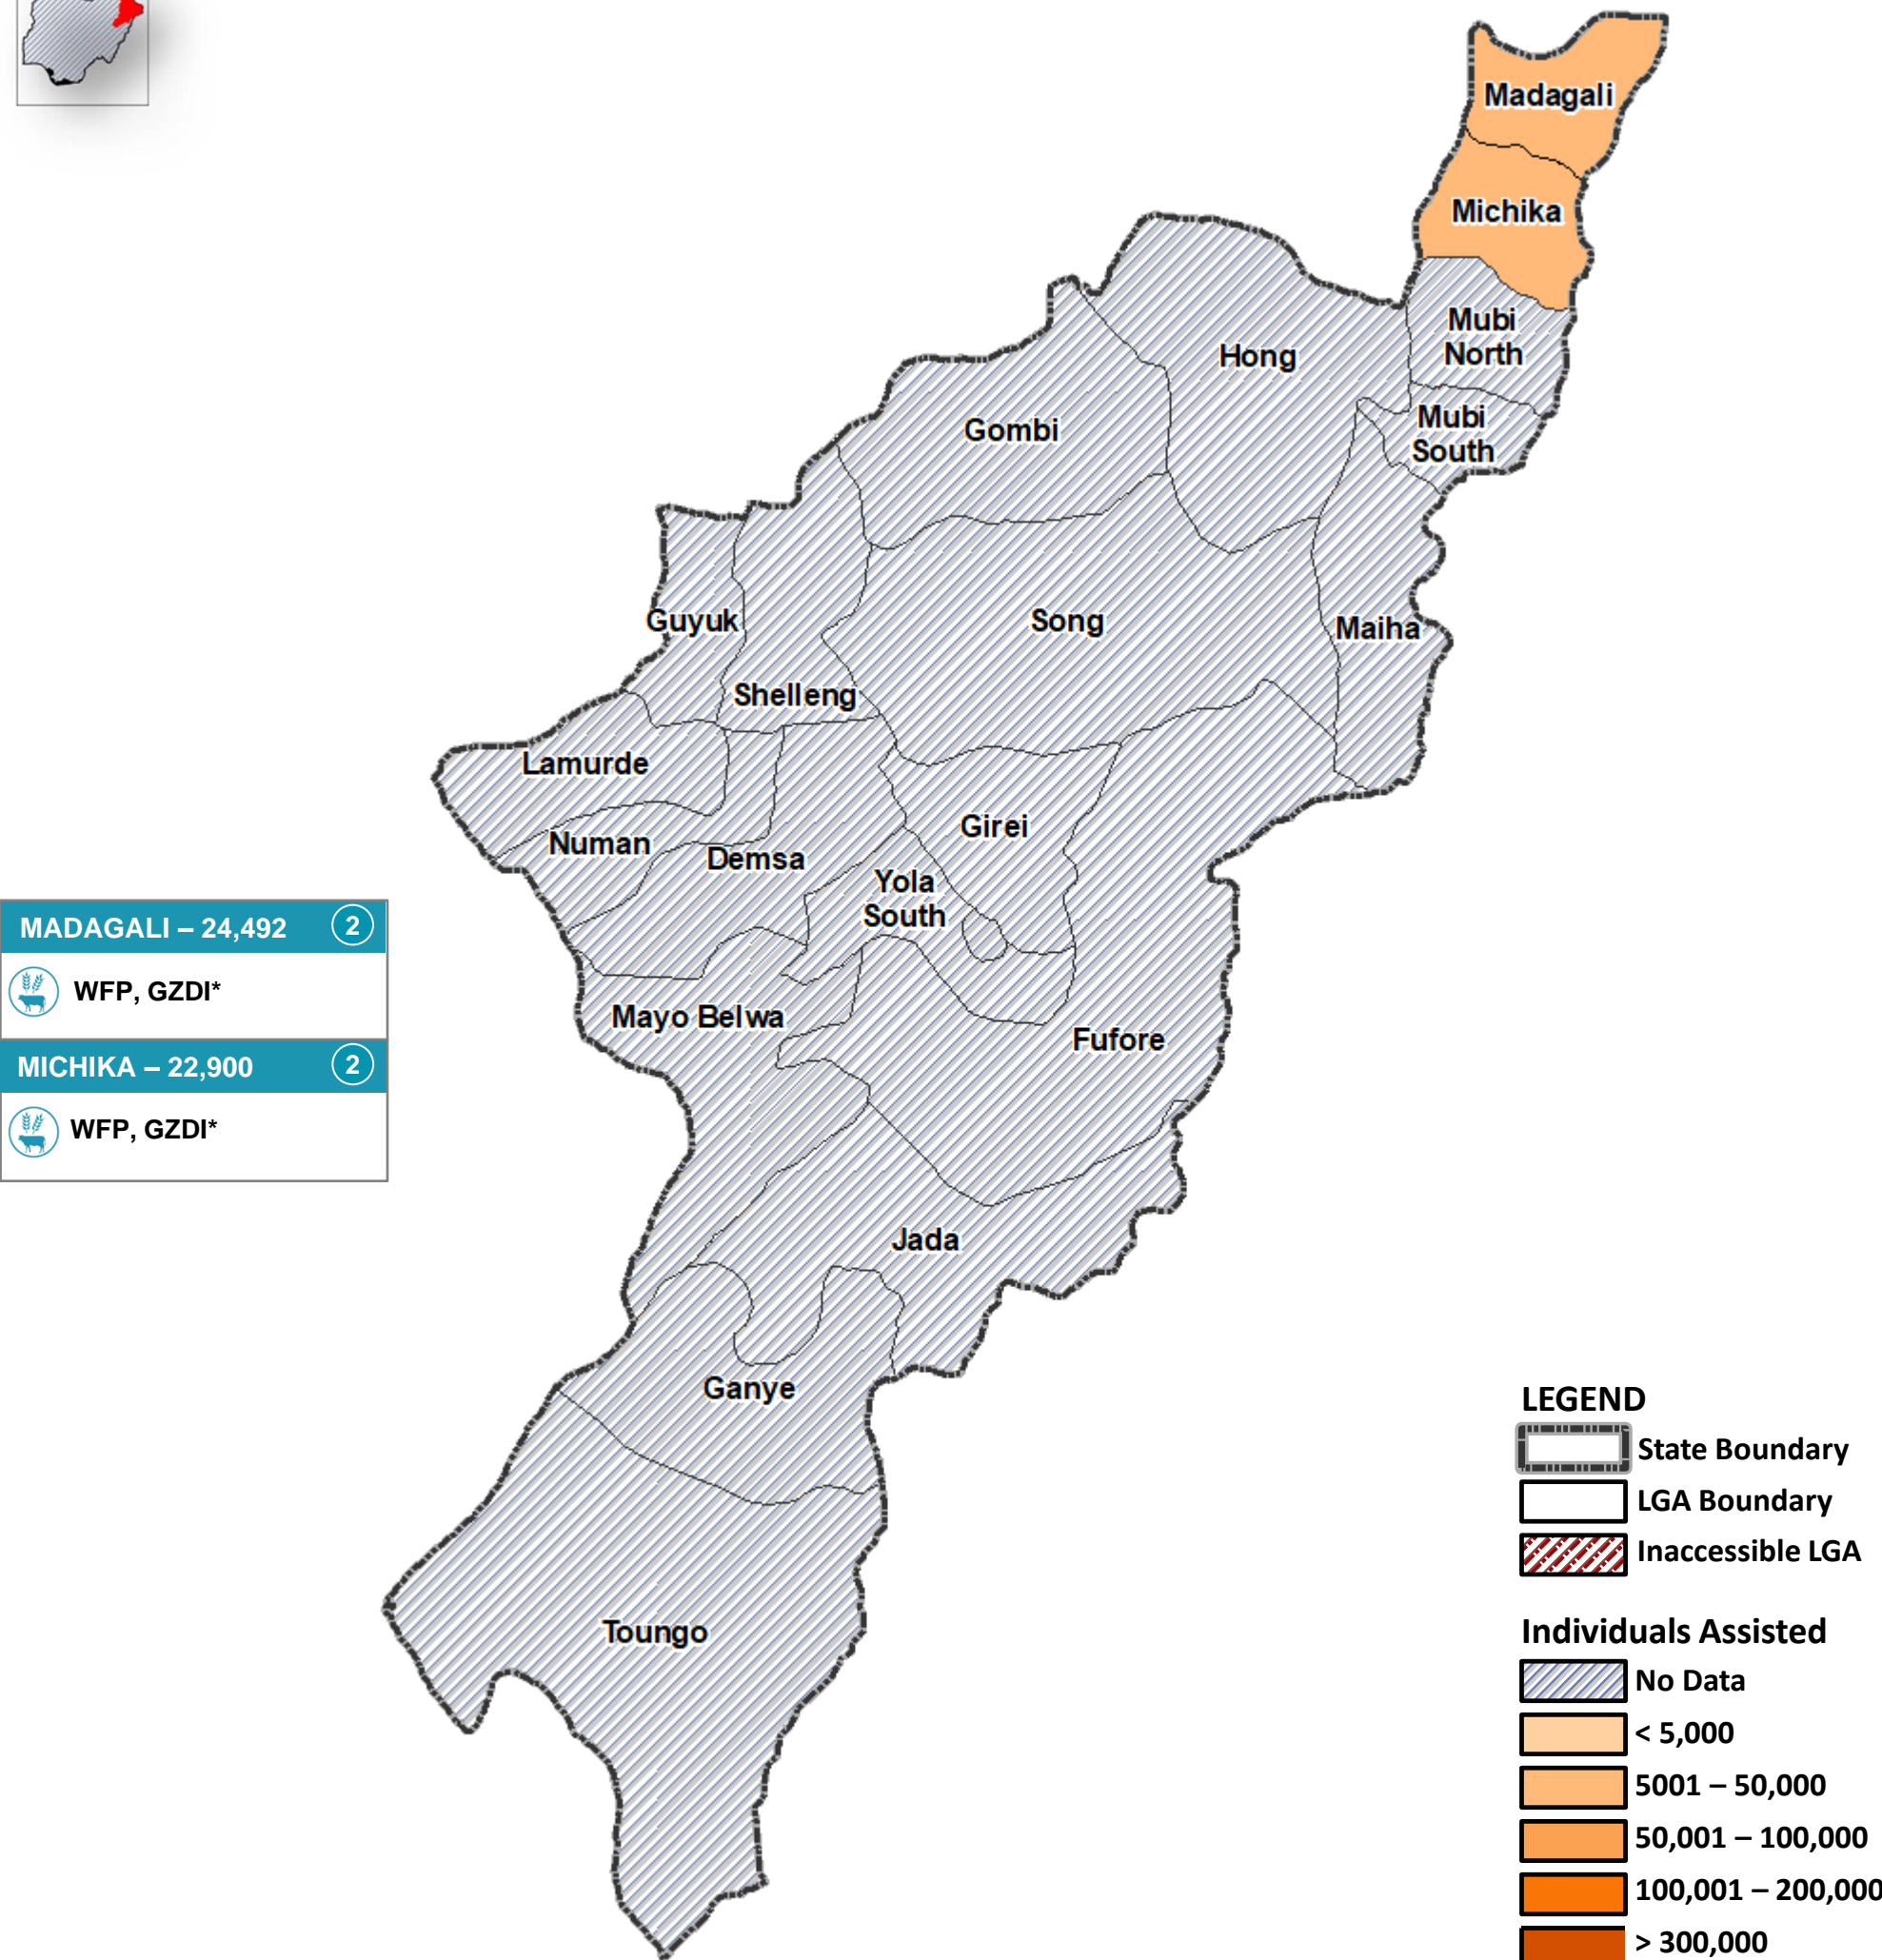 Madagali
Michika
Mubi
North
Hong
Mubi
South
Gombi
Guyuk
Song
Maiha
Shelleng
Lamurde
Girei
Numan
Demsa
Yola
South
MADAGALI – 24,492 2
WFP, GZDI*
Mayo Belwa
Fufore
MICHIKA – 22,900 2
WFP, GZDI*
Jada
Ganye
Toungo
LEGEND
State Boundary
LGA Boundary
Inaccessible LGA
Individuals Assisted
No Data
< 5,000
5001 – 50,000
50,001 – 100,000
100,001 – 200,000
> 300,000